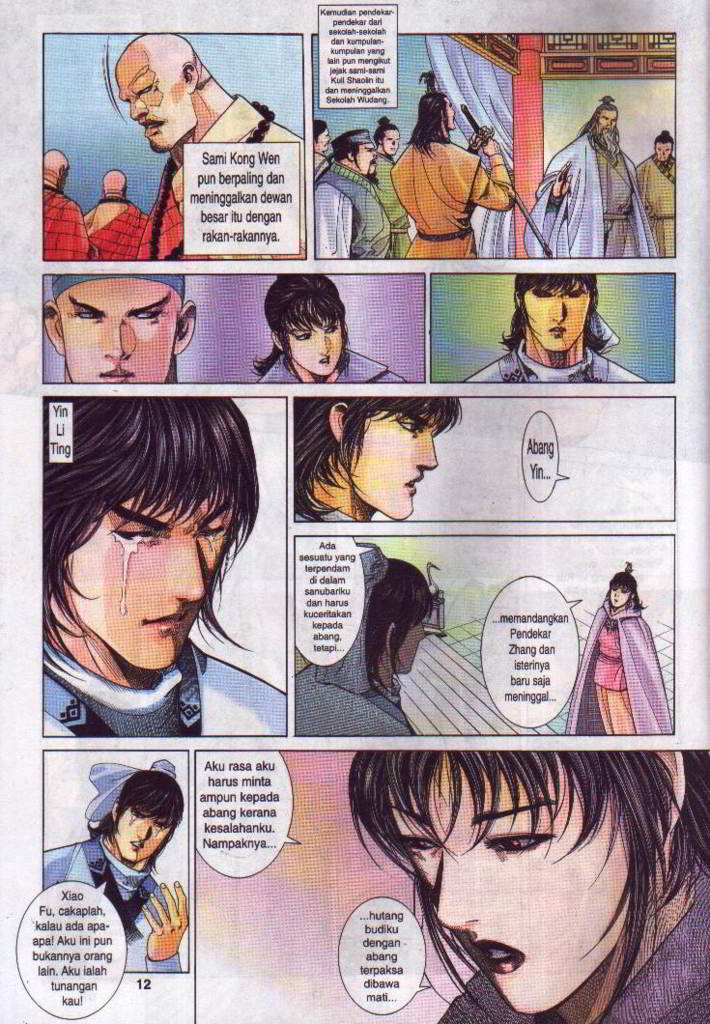 Sami Kong Wen
pun berpaling dan
meninggalkan dewan
besar itu dengan
rakan-rakannya.
Kemudian pendekar-
pendekar dari
sekolah-sekolah
dan kumpulan-
kumpulan yang
lain pun mengikut
jejak sami-sami
Kuil Shaolin itu
dan meninggalkan
Sekolah Wudang.
Yin
Li
Ting
Abang
Yin...
Ada
sesuatu yang
terpendam
di dalam
sanubariku
dan harus
kuceritakan
kepada
abang,
tetapi...
...memandangkan
Pendekar
Zhang dan
isterinya
baru saja
meninggal...
Xiao
Fu, cakaplah,
kalau ada apa-
apa! Aku ini pun
bukannya orang
lain. Aku ialah
tunangan
kau!
Aku rasa aku
harus minta
ampun kepada
abang kerana
kesalahanku.
Nampaknya...
...hutang
budiku
dengan
abang
terpaksa
dibawa
mati...
12